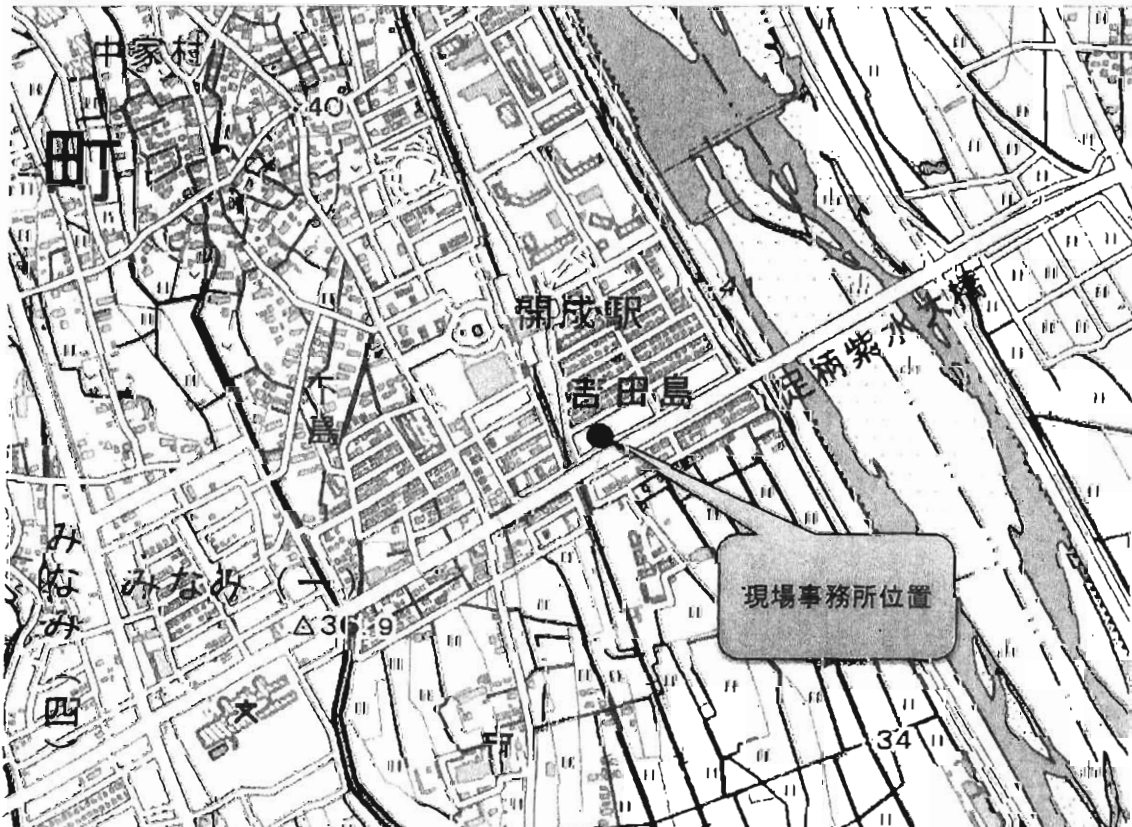 中家村
町
40
開成駅
吉田島
下島
足柄紫水大橋
現場事務所位置
みなみ(一)
みなみ(四)
△36.9
文
34